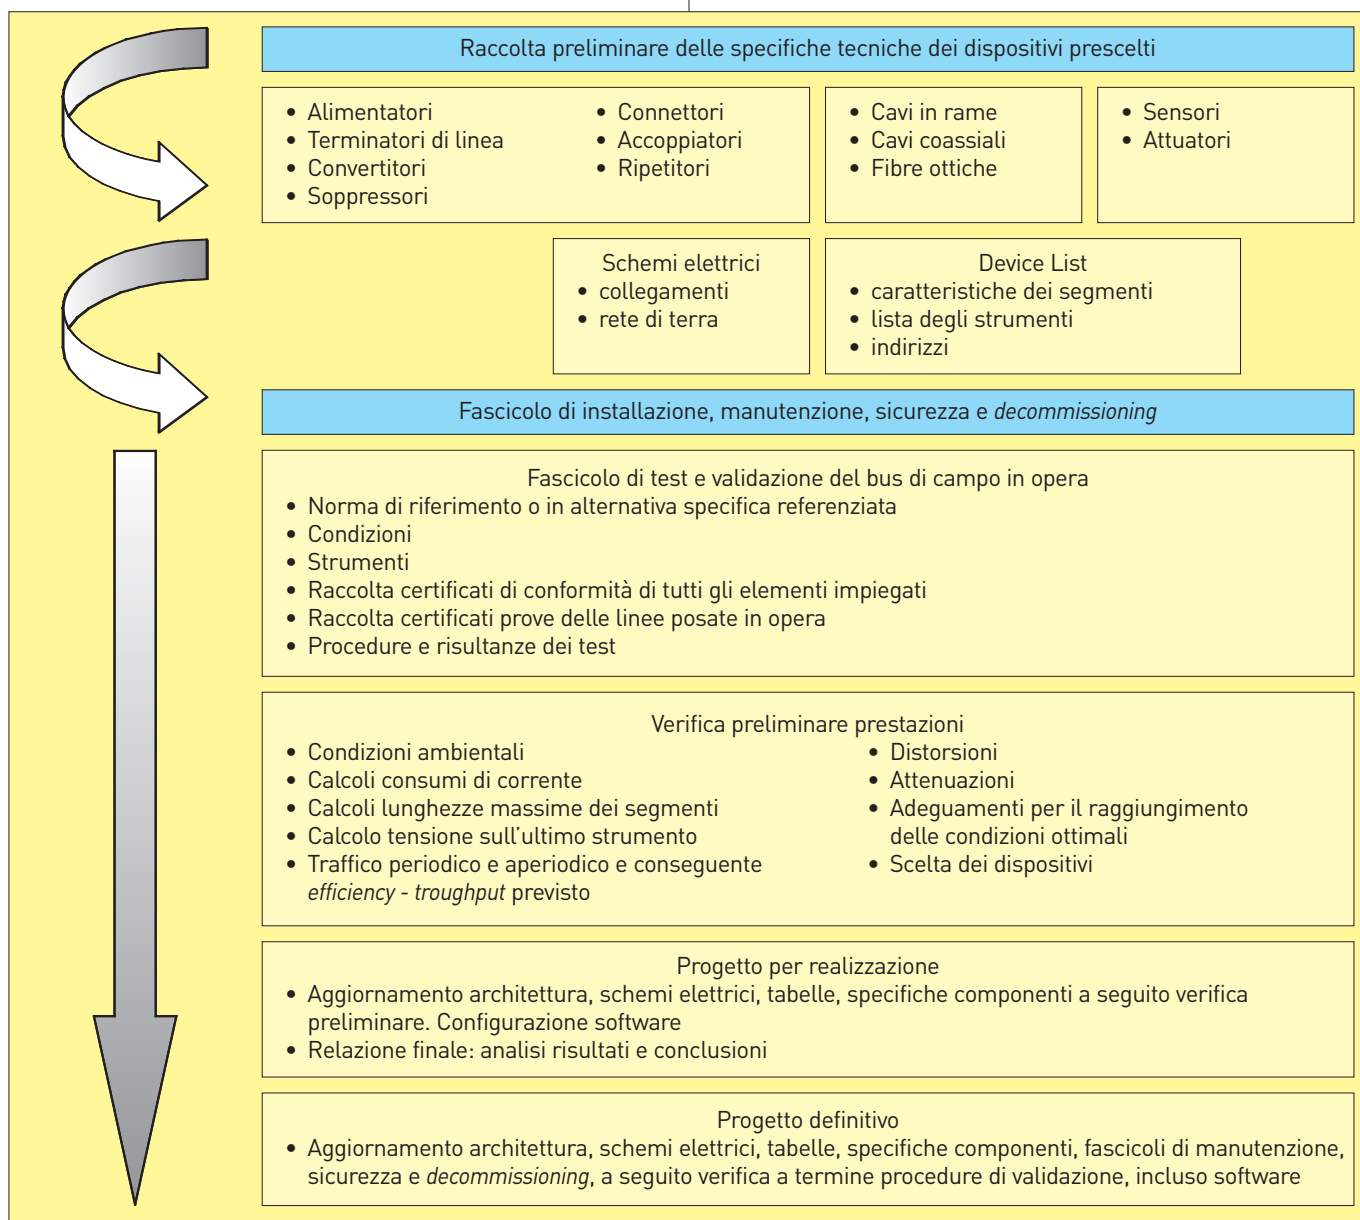 Raccolta preliminare delle specifiche tecniche dei dispositivi prescelti
• Alimentatori
• Terminatori di linea
• Convertitori
• Soppressori
• Connettori
• Accoppiatori
• Ripetitori
• Cavi in rame
• Cavi coassiali
• Fibre ottiche
• Sensori
• Attuatori
Schemi elettrici
• collegamenti
• rete di terra
Device List
• caratteristiche dei segmenti
• lista degli strumenti
• indirizzi
Fascicolo di installazione, manutenzione, sicurezza e decommissioning
Fascicolo di test e validazione del bus di campo in opera
• Norma di riferimento o in alternativa specifica referenziata
• Condizioni
• Strumenti
• Raccolta certificati di conformità di tutti gli elementi impiegati
• Raccolta certificati prove delle linee posate in opera
• Procedure e risultanze dei test
Verifica preliminare prestazioni
• Condizioni ambientali
• Calcoli consumi di corrente
• Calcoli lunghezze massime dei segmenti
• Calcolo tensione sull'ultimo strumento
• Traffico periodico e aperiodico e conseguente
efficiency - troughput previsto
• Distorsioni
• Attenuazioni
• Adeguamenti per il raggiungimento
delle condizioni ottimali
• Scelta dei dispositivi
Progetto per realizzazione
• Aggiornamento architettura, schemi elettrici, tabelle, specifiche componenti a seguito verifica
preliminare. Configurazione software
• Relazione finale: analisi risultati e conclusioni
Progetto definitivo
• Aggiornamento architettura, schemi elettrici, tabelle, specifiche componenti, fascicoli di manutenzione,
sicurezza e decommissioning, a seguito verifica a termine procedure di validazione, incluso software